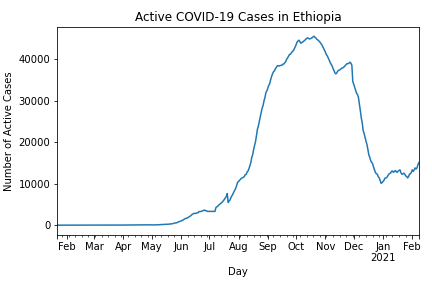 Active COVID-19 Cases in Ethiopia
Number of Active Cases
40000
30000
20000
10000
0
Feb Mar Apr May Jun Jul Aug Sep Oct Nov Dec Jan Feb
2021
Day